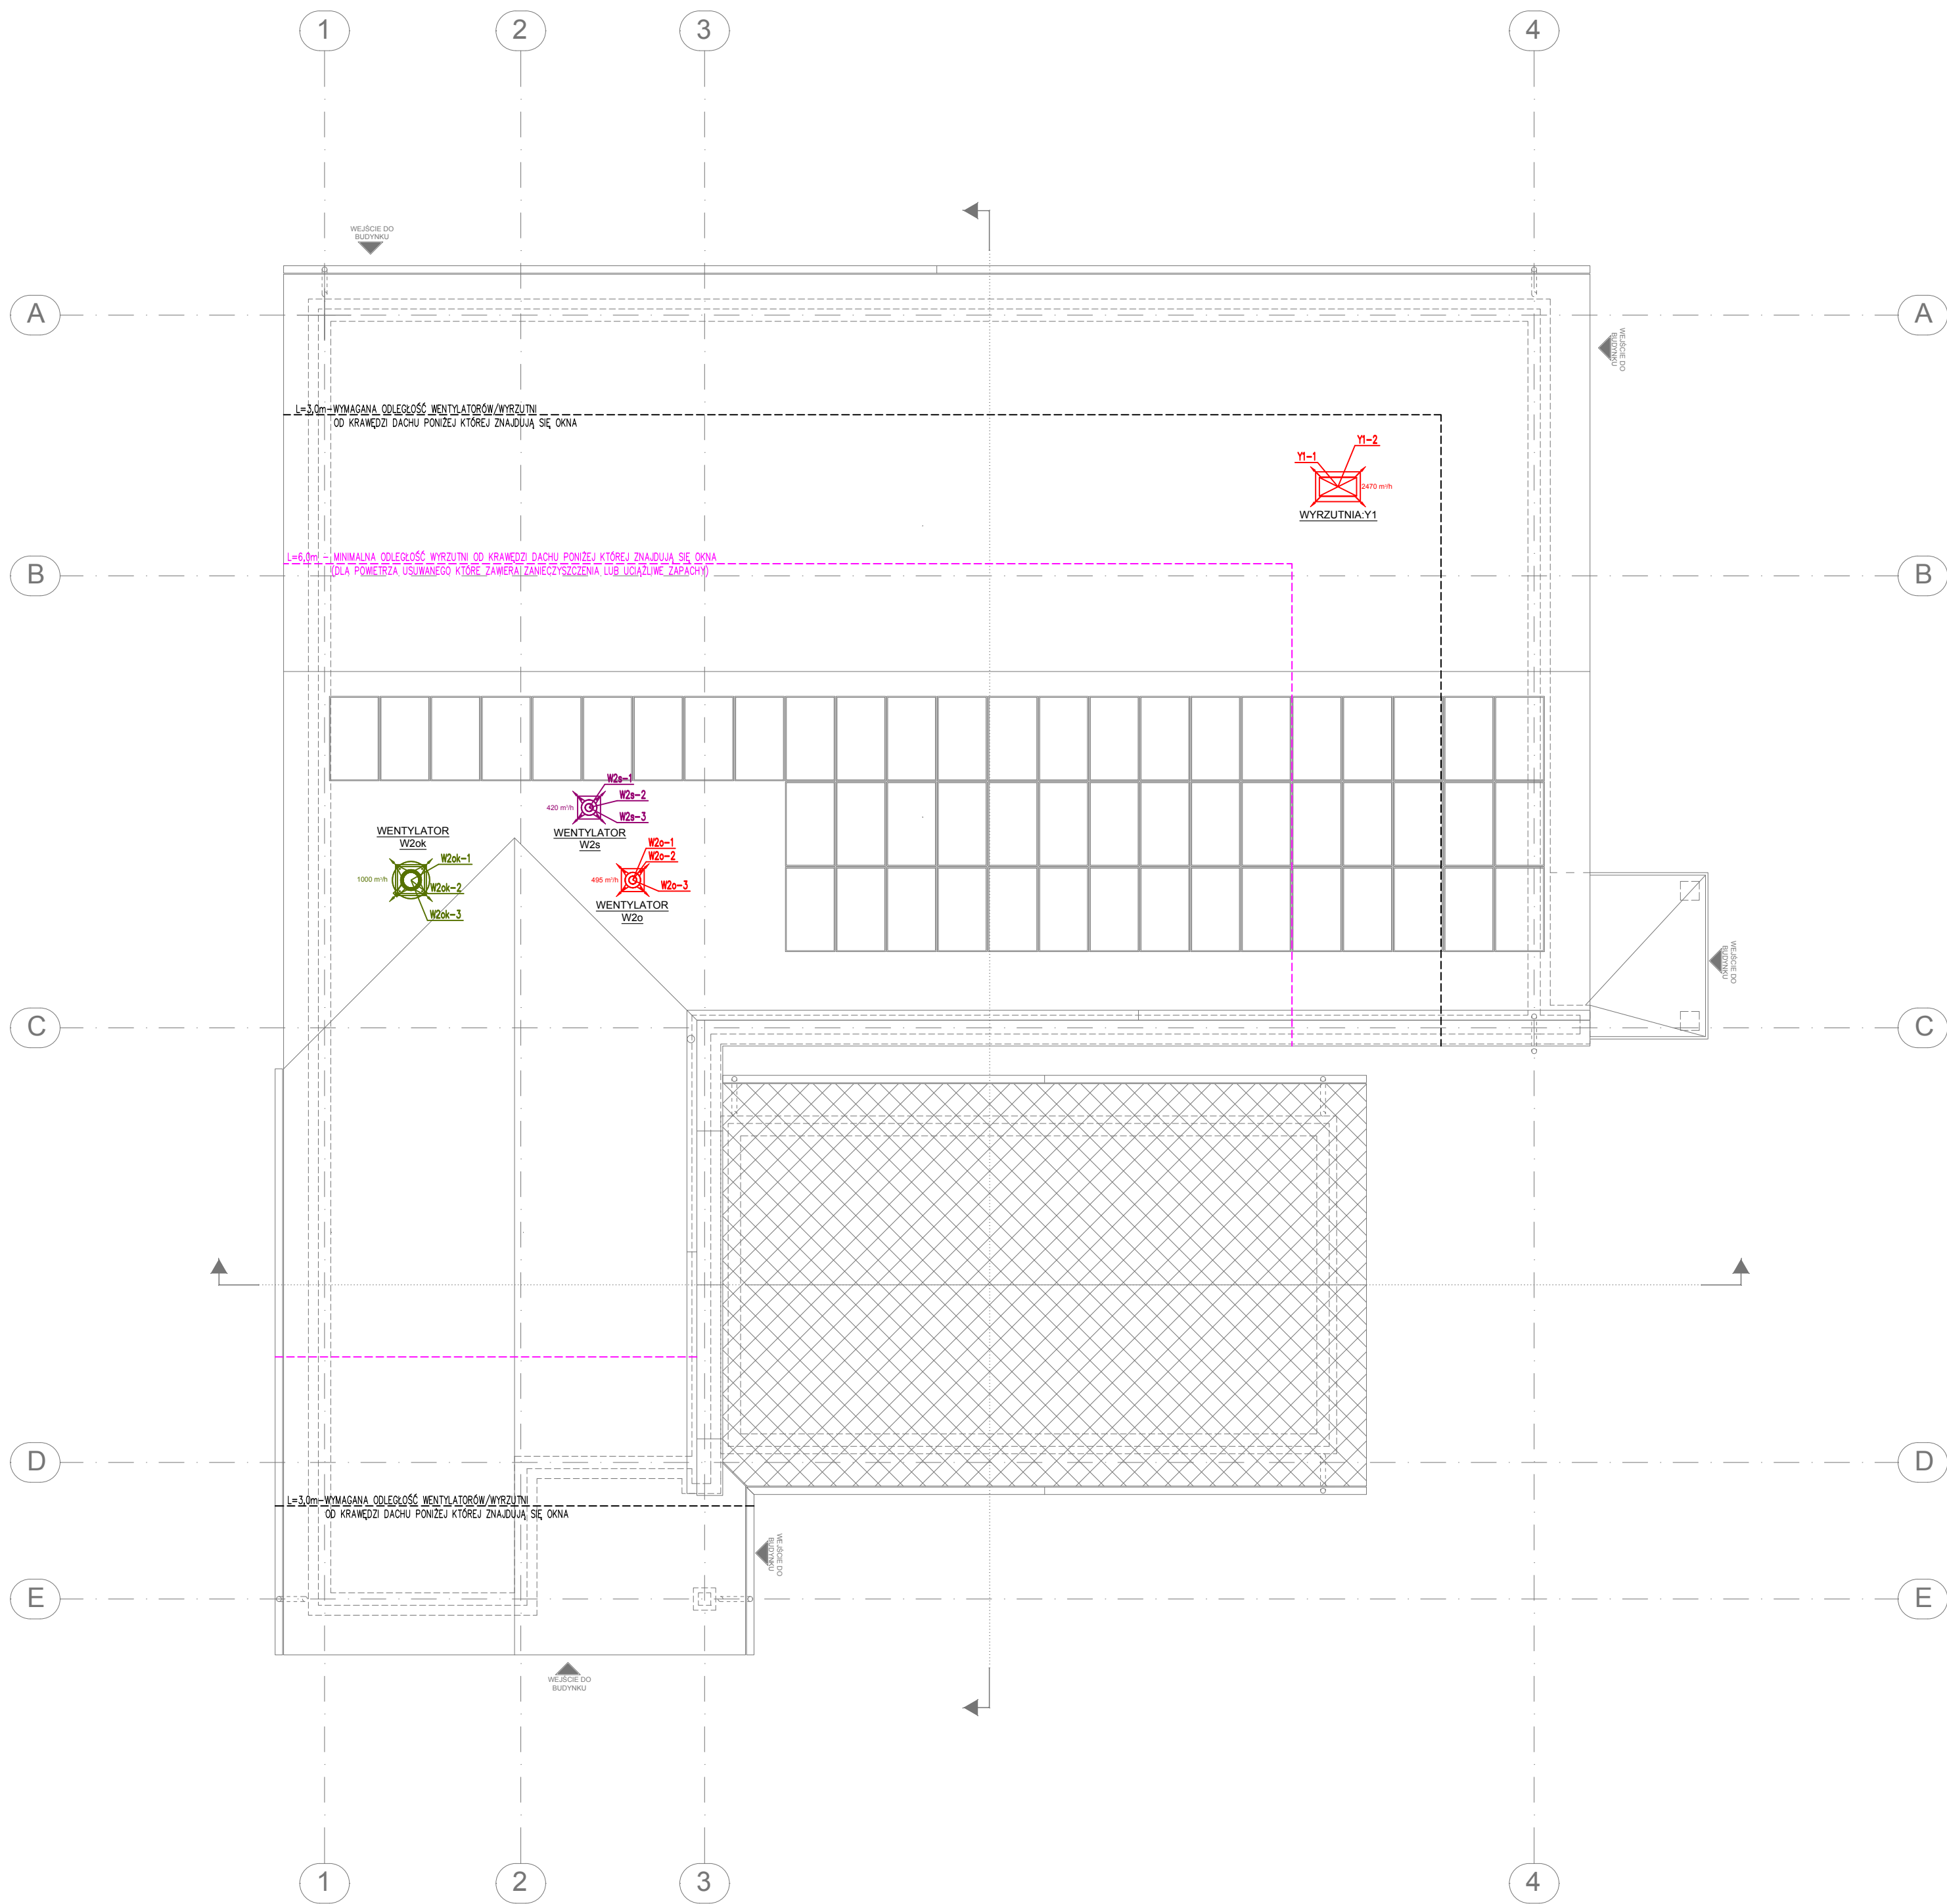 1
2
3
4
WEJŚCIE DO
BUDYNKU
A
A
WEJŚCIE DO
BUDYNKU
L=3,0m-WYMAGANA ODLEGŁOŚĆ WENTYLATORÓW/WYRZUTNI
OD KRAWĘDZI DACHU PONIŻEJ KTÓREJ ZNAJDUJĄ SIĘ OKNA
Y1-2
Y1-1
2470 m³/h
WYRZUTNIA:Y1
L=6,0m - MINIMALNA ODLEGŁOŚĆ WYRZUTNI OD KRAWĘDZI DACHU PONIŻEJ KTÓREJ ZNAJDUJĄ SIĘ OKNA
(DLA POWIETRZA USUWANEGO KTÓRE ZAWIERA ZANIECZYSZCZENIA LUB UCIĄŻLIWE ZAPACHY)
B
B
W2s-1
W2s-2
420 m³/h
W2s-3
WENTYLATOR
W2s
WENTYLATOR
W2ok
W2ok-1
1000 m³/h
W2ok-2
W2ok-3
W2o-1
W2o-2
495 m³/h
W2o-3
WENTYLATOR
W2o
WEJŚCIE DO
BUDYNKU
C
C
D
D
L=3,0m-WYMAGANA ODLEGŁOŚĆ WENTYLATORÓW/WYRZUTNI
OD KRAWĘDZI DACHU PONIŻEJ KTÓREJ ZNAJDUJĄ SIĘ OKNA
WEJŚCIE DO
BUDYNKU
E
E
WEJŚCIE DO
BUDYNKU
1
2
3
4